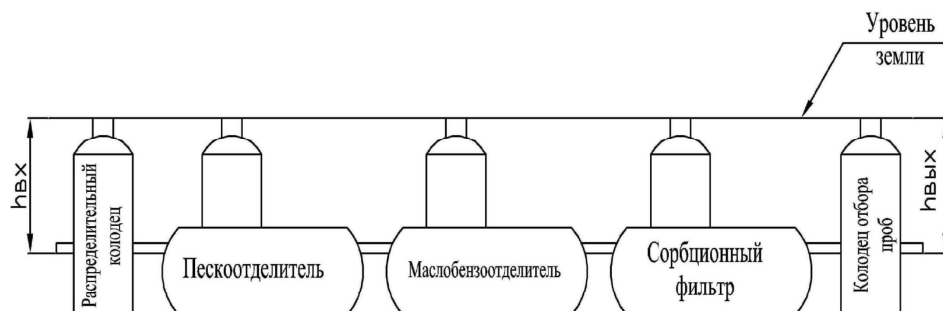 Уровень
земли
hвх
Распределительный
колодец
Пескоотделитель
Маслобензоотделитель
Сорбционный
фильтр
Колодец отбора
проб
hвых